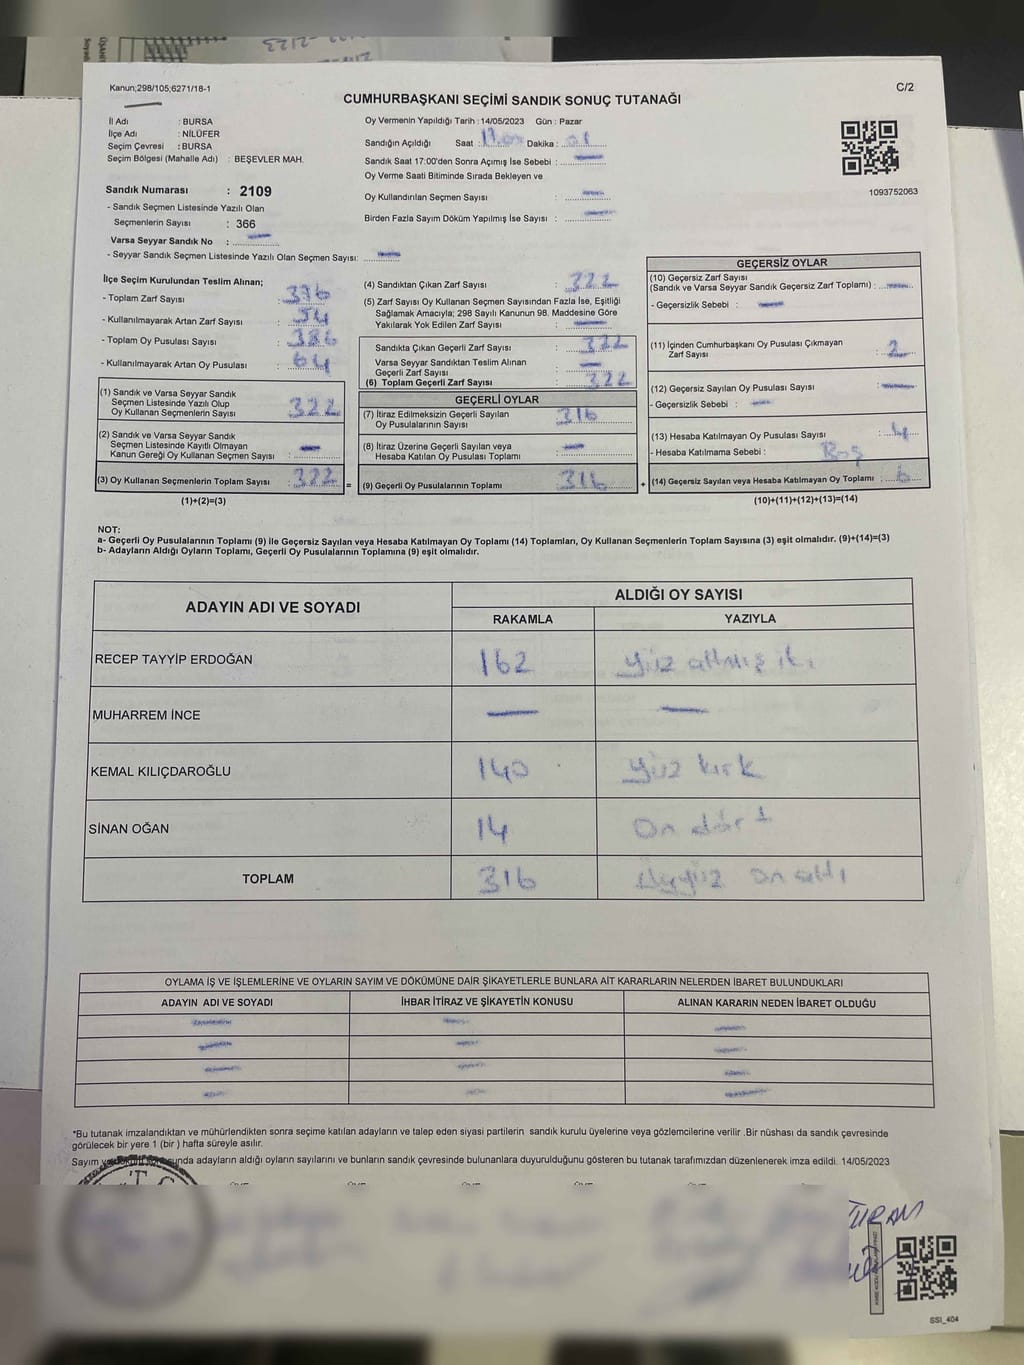 Kanun;298/105;6271/18-1
C/2
CUMHURBAŞKANI SEÇİMİ SANDIK SONUÇ TUTANAĞI
İl Adı : BURSA
İlçe Adı : NİLÜFER
Seçim Çevresi : BURSA
Seçim Bölgesi (Mahalle Adı) : BEŞEVLER MAH.
Sandık Numarası : 2109
- Sandık Seçmen Listesinde Yazılı Olan
Seçmenlerin Sayısı : 366
Varsa Seyyar Sandık No :
- Seyyar Sandık Seçmen Listesinde Yazılı Olan Seçmen Sayısı:
Oy Vermenin Yapıldığı Tarih : 14/05/2023 Gün : Pazar
Sandığın Açıldığı Saat : 17.00 Dakika : 01
Sandık Saat 17:00'den Sonra Açımış İse Sebebi :
Oy Verme Saati Bitiminde Sırada Bekleyen ve
Oy Kullandırılan Seçmen Sayısı :
Birden Fazla Sayım Döküm Yapılmış İse Sayısı :
1093752063
İlçe Seçim Kurulundan Teslim Alınan;
- Toplam Zarf Sayısı : 376
- Kullanılmayarak Artan Zarf Sayısı : 54
- Toplam Oy Pusulası Sayısı : 386
- Kullanılmayarak Artan Oy Pusulası : 64
(1) Sandık ve Varsa Seyyar Sandık
Seçmen Listesinde Yazılı Olup
Oy Kullanan Seçmenlerin Sayısı : 322
(2) Sandık ve Varsa Seyyar Sandık
Seçmen Listesinde Kayıtlı Olmayan
Kanun Gereği Oy Kullanan Seçmen Sayısı :
(3) Oy Kullanan Seçmenlerin Toplam Sayısı : 322 =
(1)+(2)=(3)
(4) Sandıktan Çıkan Zarf Sayısı : 322
(5) Zarf Sayısı Oy Kullanan Seçmen Sayısından Fazla İse, Eşitliği
Sağlamak Amacıyla; 298 Sayılı Kanunun 98. Maddesine Göre
Yakılarak Yok Edilen Zarf Sayısı :
Sandıkta Çıkan Geçerli Zarf Sayısı : 322
Varsa Seyyar Sandıktan Teslim Alınan
Geçerli Zarf Sayısı :
(6) Toplam Geçerli Zarf Sayısı : 322
GEÇERLİ OYLAR
(7) İtiraz Edilmeksizin Geçerli Sayılan
Oy Pusulalarının Sayısı : 316
(8) İtiraz Üzerine Geçerli Sayılan veya
Hesaba Katılan Oy Pusulası Toplamı :
(9) Geçerli Oy Pusulalarının Toplamı : 316 +
GEÇERSİZ OYLAR
(10) Geçersiz Zarf Sayısı
(Sandık ve Varsa Seyyar Sandık Geçersiz Zarf Toplamı) :
- Geçersizlik Sebebi :
(11) İçinden Cumhurbaşkanı Oy Pusulası Çıkmayan
Zarf Sayısı : 2
(12) Geçersiz Sayılan Oy Pusulası Sayısı :
- Geçersizlik Sebebi :
(13) Hesaba Katılmayan Oy Pusulası Sayısı : 4
- Hesaba Katılmama Sebebi : Boş
(14) Geçersiz Sayılan veya Hesaba Katılmayan Oy Toplamı : 6
(10)+(11)+(12)+(13)=(14)
NOT:
a- Geçerli Oy Pusulalarının Toplamı (9) ile Geçersiz Sayılan veya Hesaba Katılmayan Oy Toplamı (14) Toplamları, Oy Kullanan Seçmenlerin Toplam Sayısına (3) eşit olmalıdır. (9)+(14)=(3)
b- Adayların Aldığı Oyların Toplamı, Geçerli Oy Pusulalarının Toplamına (9) eşit olmalıdır.
ADAYIN ADI VE SOYADI
ALDIĞI OY SAYISI
RAKAMLA YAZIYLA
RECEP TAYYİP ERDOĞAN 162 yüz altmış iki
MUHARREM İNCE
KEMAL KILIÇDAROĞLU 140 yüz kırk
SİNAN OĞAN 14 On dört
TOPLAM 316 üçyüz on altı
OYLAMA İŞ VE İŞLEMLERİNE VE OYLARIN SAYIM VE DÖKÜMÜNE DAİR ŞİKAYETLERLE BUNLARA AİT KARARLARIN NELERDEN İBARET BULUNDUKLARI
ADAYIN ADI VE SOYADI İHBAR İTİRAZ VE ŞİKAYETİN KONUSU ALINAN KARARIN NEDEN İBARET OLDUĞU
*Bu tutanak imzalandıktan ve mühürlendikten sonra seçime katılan adayların ve talep eden siyasi partilerin sandık kurulu üyelerine veya gözlemcilerine verilir .Bir nüshası da sandık çevresinde
görülecek bir yere 1 (bir ) hafta süreyle asılır.
Sayım ve adayların aldığı oyların sayılarını ve bunların sandık çevresinde bulunanlara duyurulduğunu gösteren bu tutanak tarafımızdan düzenlenerek imza edildi. 14/05/2023
SSI_404